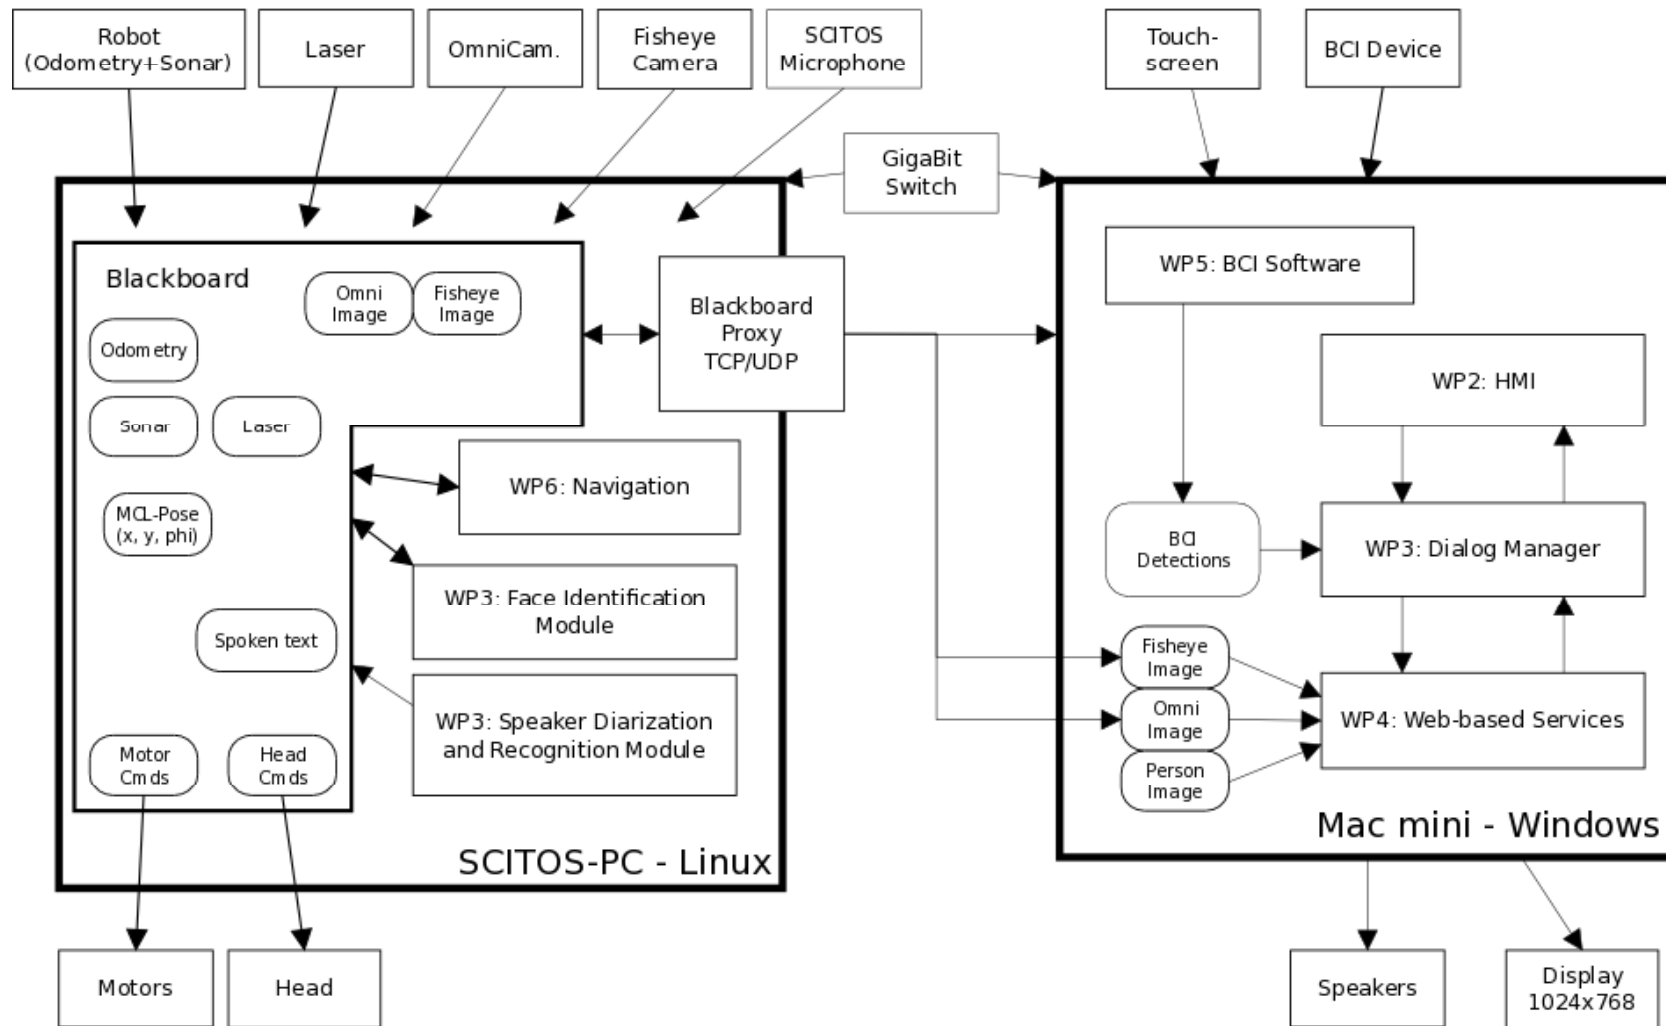 Robot
(Odometry+Sonar)
Laser
OmniCam.
Fisheye
Camera
SCITOS
Microphone
Touch-
screen
BCI Device
GigaBit
Switch
Blackboard
Omni
Image
Fisheye
Image
Odometry
Sonar
Laser
MCL-Pose
(x, y, phi)
Spoken text
Motor
Cmds
Head
Cmds
Blackboard
Proxy
TCP/UDP
WP6: Navigation
WP3: Face Identification
Module
WP3: Speaker Diarization
and Recognition Module
SCITOS-PC - Linux
Motors
Head
WP5: BCI Software
WP2: HMI
BCI
Detections
WP3: Dialog Manager
Fisheye
Image
Omni
Image
Person
Image
WP4: Web-based Services
Mac mini - Windows
Speakers
Display
1024x768